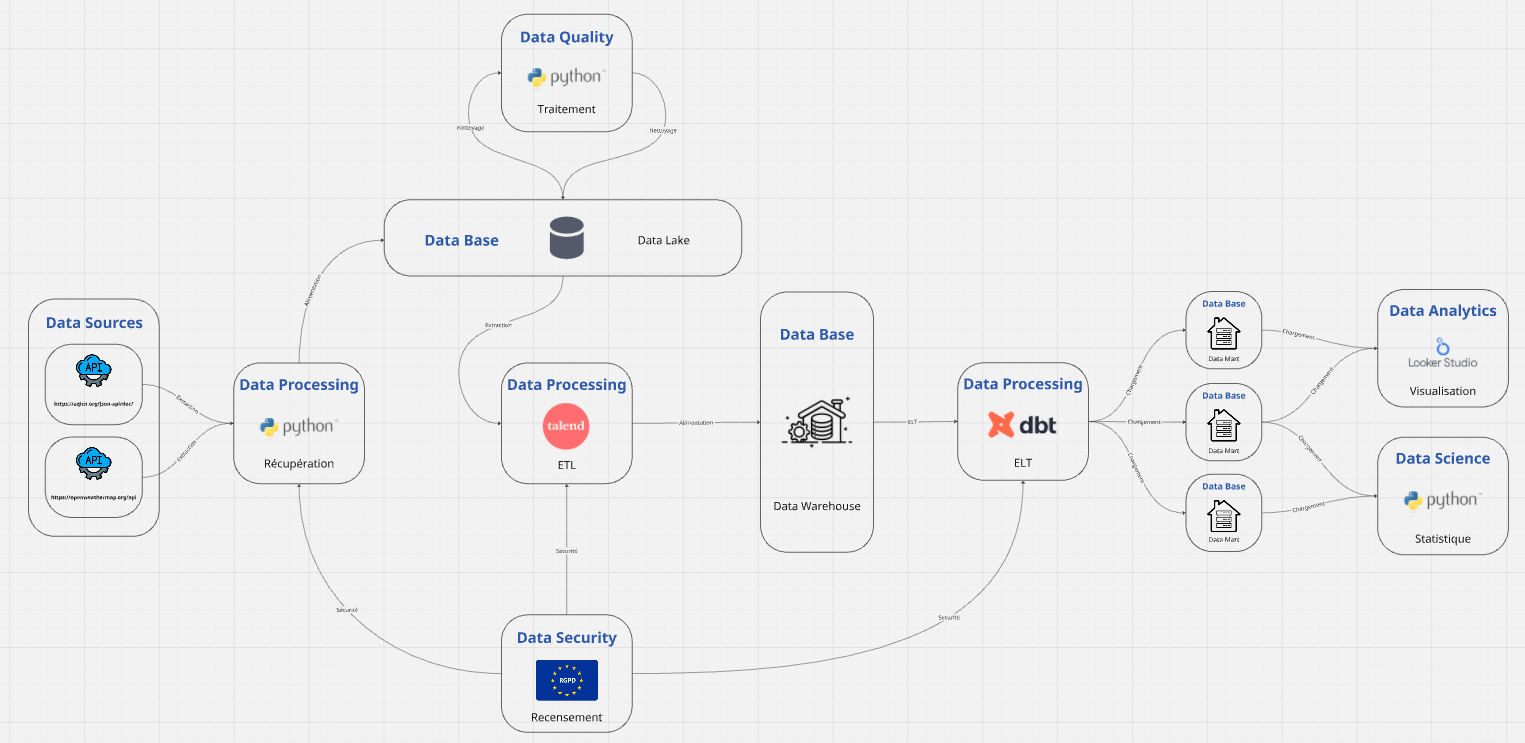 Data Quality
python
Traitement
Nettoyage
Nettoyage
Data Base
Data Lake
Alimentation
Extraction
Data Sources
API
https://aqicn.org/json-api/doc/
API
https://openweathermap.org/api
Extraction
Extraction
Data Processing
python
Récupération
Data Processing
talend
ETL
Alimentation
Data Base
Data Warehouse
ELT
Data Processing
dbt
ELT
Chargement
Chargement
Chargement
Data Base
Data Mart
Data Base
Data Mart
Data Base
Data Mart
Chargement
Chargement
Chargement
Chargement
Data Analytics
Looker Studio
Visualisation
Data Science
python
Statistique
Sécurité
Sécurité
Sécurité
Data Security
RGPD
Recensement